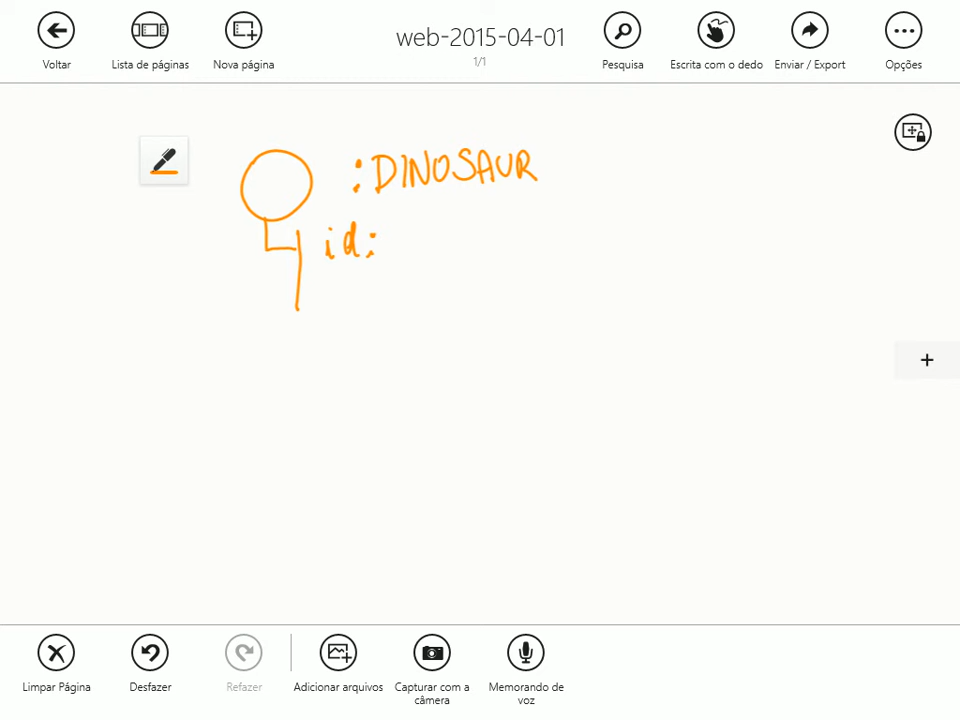 Voltar
Lista de páginas
Nova página
web-2015-04-01
1/1
Pesquisa
Escrita com o dedo
Enviar / Export
Opções
:DINOSAUR
id:
Limpar Página
Desfazer
Refazer
Adicionar arquivos
Capturar com a
câmera
Memorando de
voz